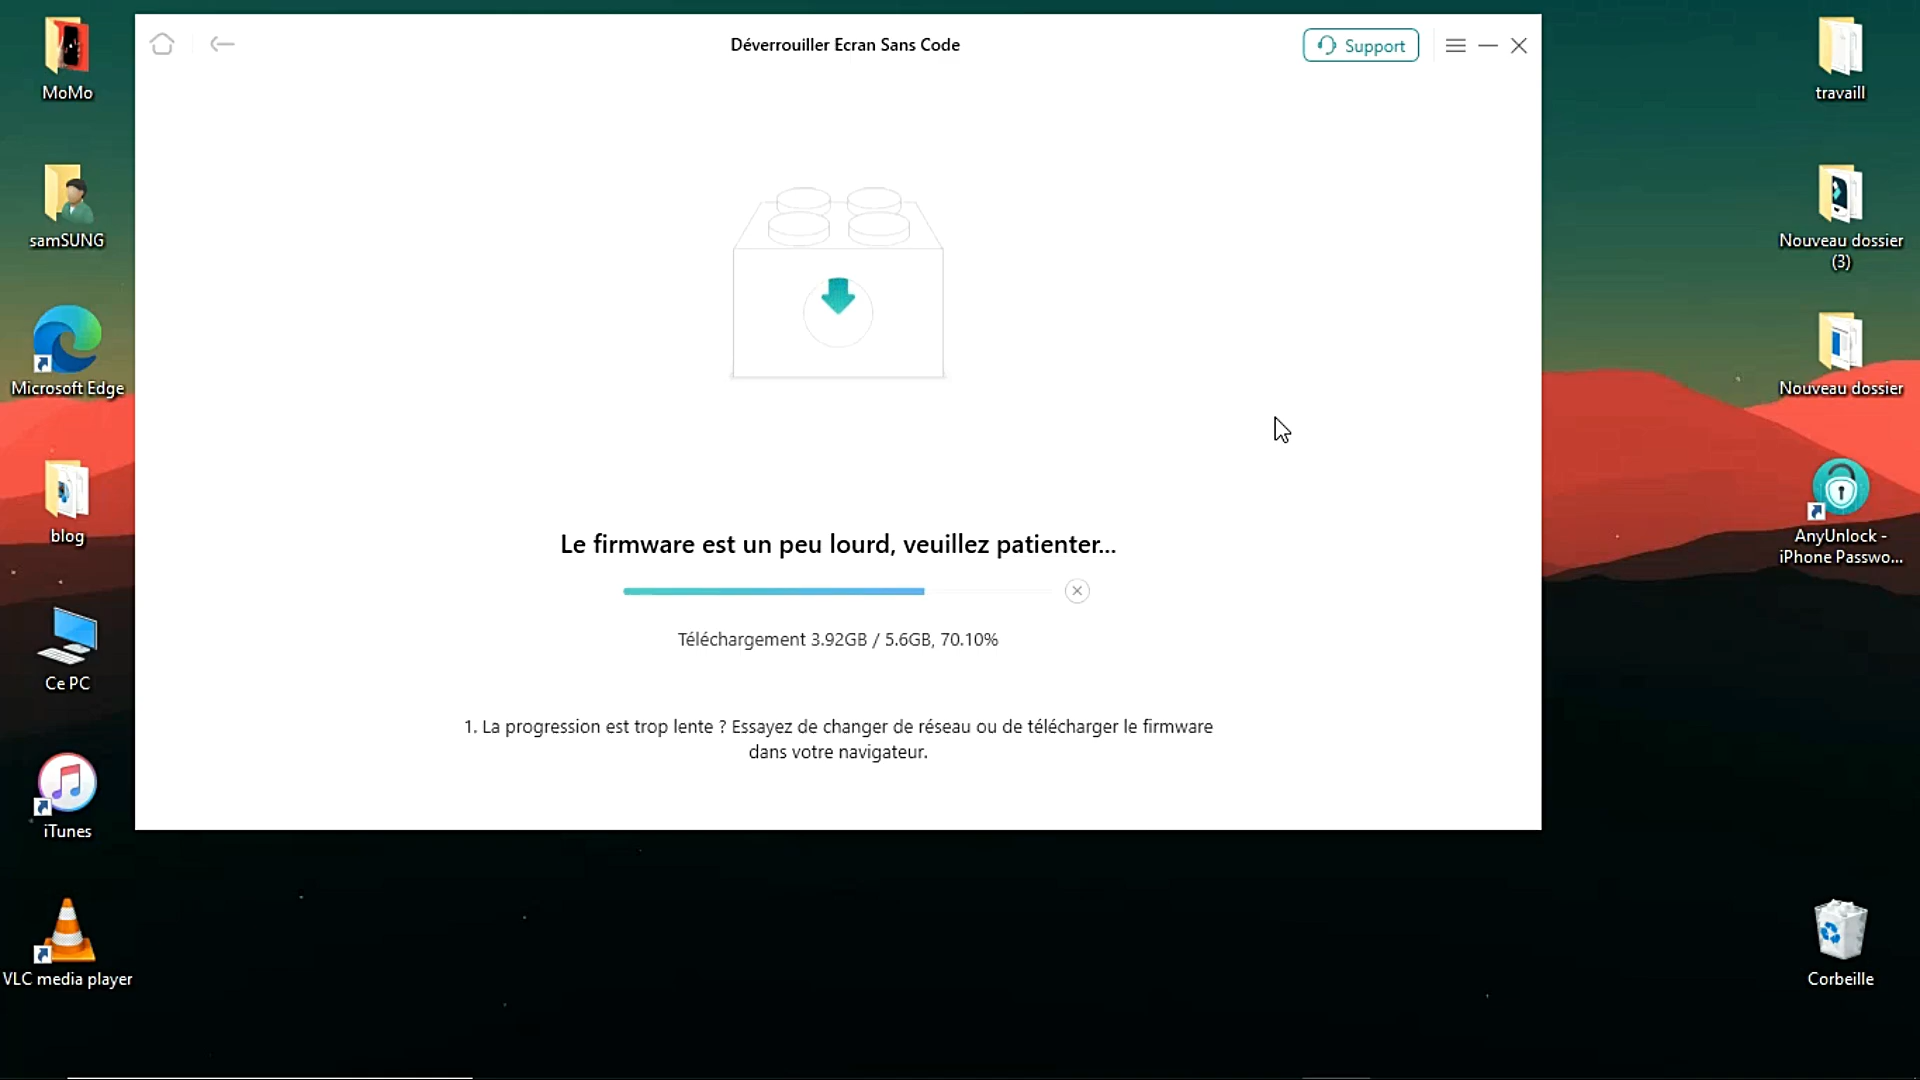 Déverrouiller Ecran Sans Code
Support
Le firmware est un peu lourd, veuillez patienter...
Téléchargement 3.92GB / 5.6GB, 70.10%
1. La progression est trop lente ? Essayez de changer de réseau ou de télécharger le firmware
dans votre navigateur.
MoMo
samSUNG
Microsoft Edge
blog
Ce PC
iTunes
VLC media player
travaill
Nouveau dossier
(3)
Nouveau dossier
AnyUnlock -
iPhone Passwo...
Corbeille